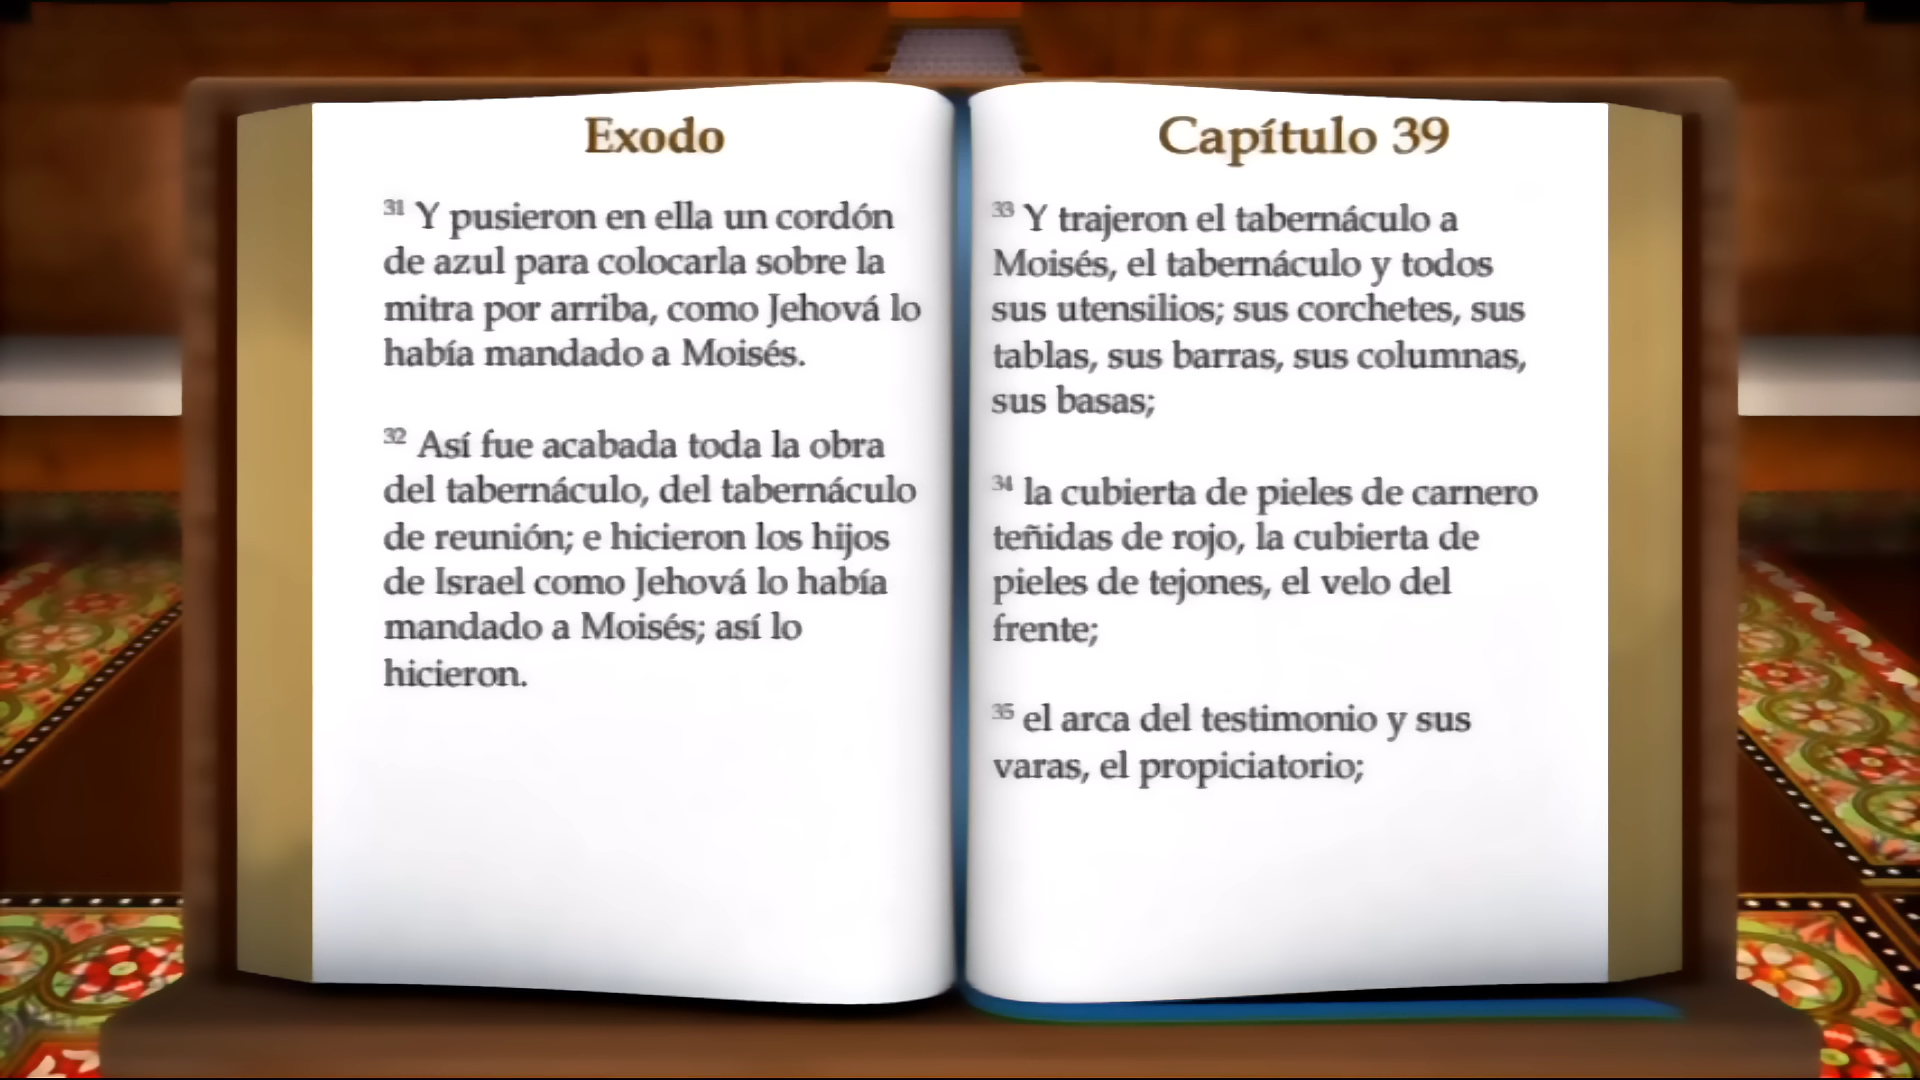 Exodo
31 Y pusieron en ella un cordón
de azul para colocarla sobre la
mitra por arriba, como Jehová lo
había mandado a Moisés.
32 Así fue acabada toda la obra
del tabernáculo, del tabernáculo
de reunión; e hicieron los hijos
de Israel como Jehová lo había
mandado a Moisés; así lo
hicieron.
Capítulo 39
33 Y trajeron el tabernáculo a
Moisés, el tabernáculo y todos
sus utensilios; sus corchetes, sus
tablas, sus barras, sus columnas,
sus basas;
34 la cubierta de pieles de carnero
teñidas de rojo, la cubierta de
pieles de tejones, el velo del
frente;
35 el arca del testimonio y sus
varas, el propiciatorio;